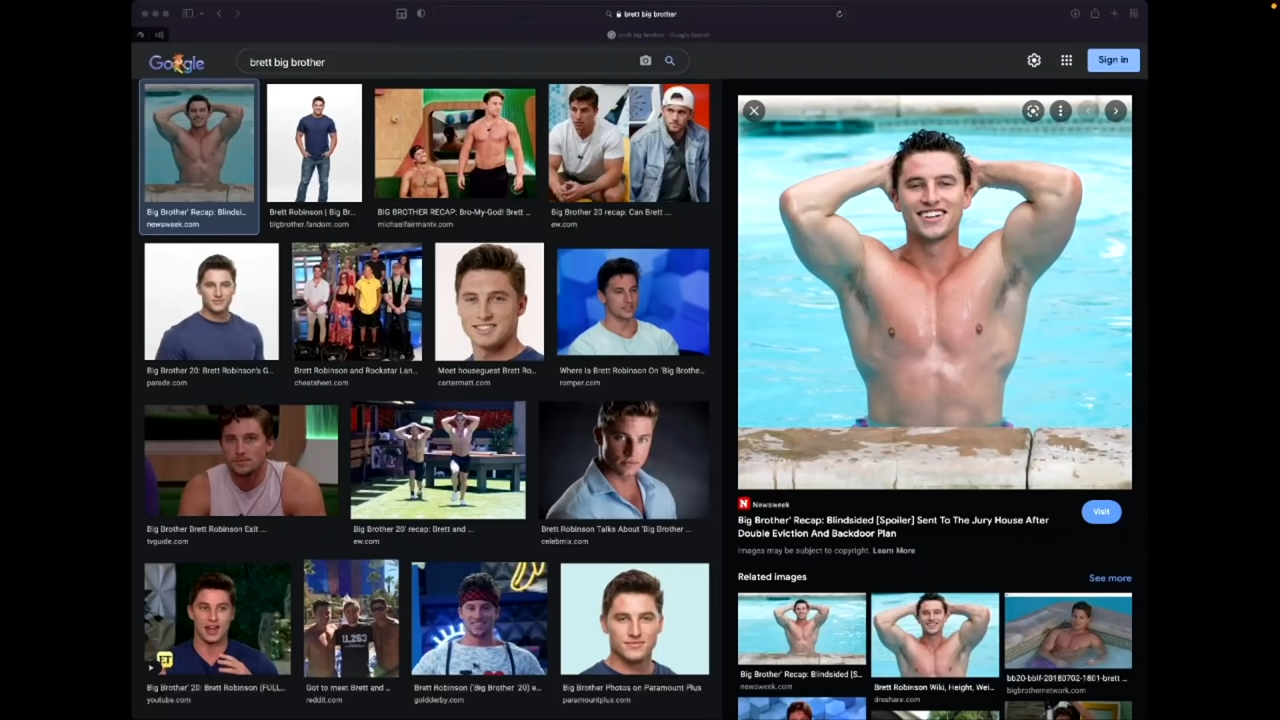 brett big brother
brett big brother - Google Search
Google
brett big brother
Sign in
Big Brother' Recap: Blindsi...
newsweek.com
Brett Robinson | Big Br...
bigbrother.fandom.com
BIG BROTHER RECAP: Bro-My-God! Brett ...
michaelfairmantv.com
Big Brother 20 recap: Can Brett ...
ew.com
Big Brother 20: Brett Robinson's G...
parade.com
Brett Robinson and Rockstar Lan...
cheatsheet.com
Meet houseguest Brett Ro...
cartermatt.com
Where Is Brett Robinson On 'Big Brothe...
romper.com
Big Brother Brett Robinson Exit ...
tvguide.com
Big Brother 20' recap: Brett and ...
ew.com
Brett Robinson Talks About 'Big Brother ...
celebmix.com
ET
21,263
Big Brother' 20: Brett Robinson (FULL...
youtube.com
Got to meet Brett and ...
reddit.com
Brett Robinson ('Big Brother '20) e...
goldderby.com
Big Brother Photos on Paramount Plus
paramountplus.com
N Newsweek
Big Brother' Recap: Blindsided [Spoiler] Sent To The Jury House After
Double Eviction And Backdoor Plan
Visit
Images may be subject to copyright. Learn More
Related images
See more
Big Brother' Recap: Blindsided [S...
newsweek.com
Brett Robinson Wiki, Height, Wei...
dreshare.com
bb20-bblf-20180702-1801-brett ...
bigbrothernetwork.com